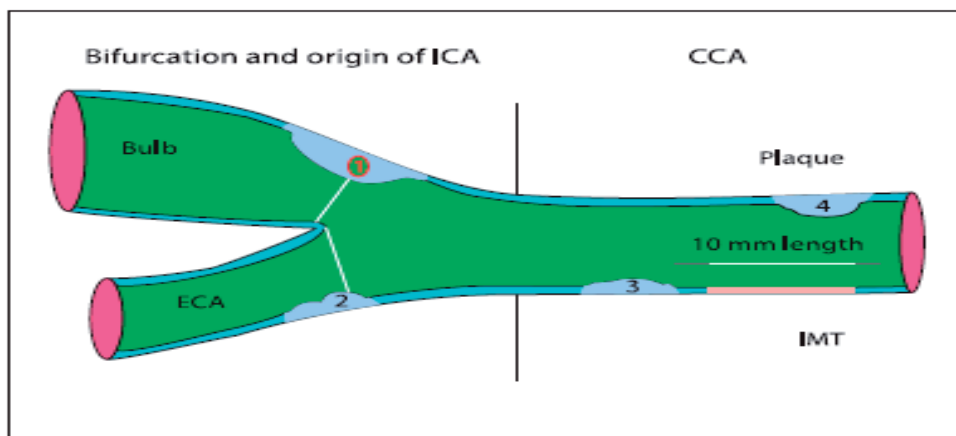 Bifurcation and origin of ICA
CCA
Bulb
1
Plaque
4
10 mm length
ECA
2
3
IMT